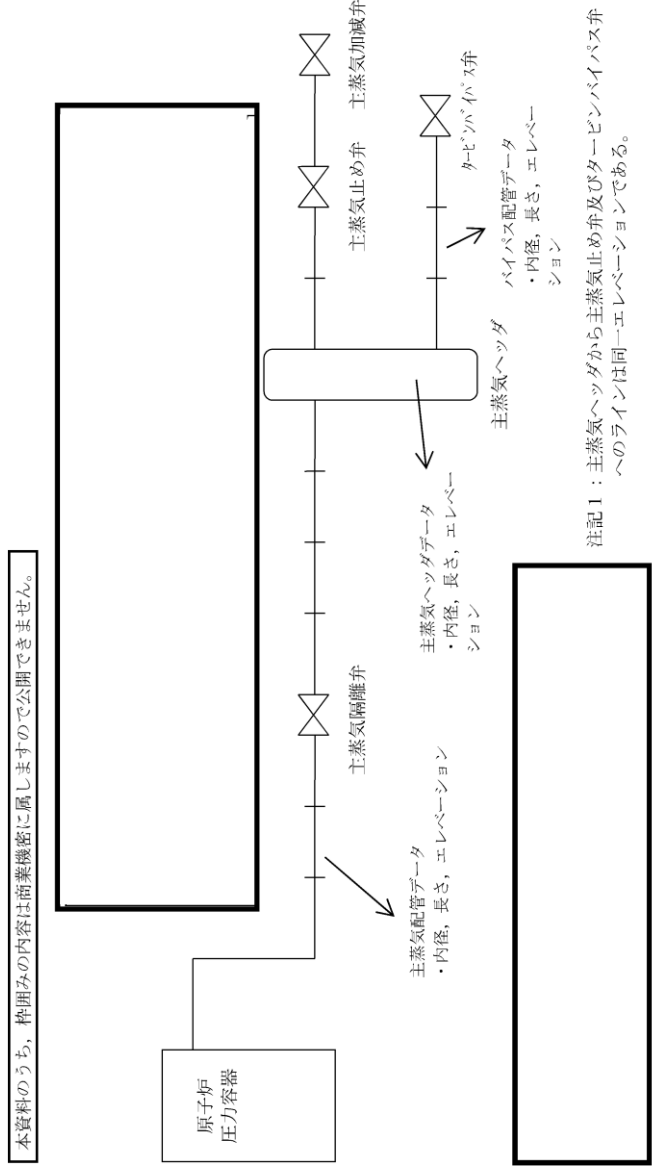 本資料のうち，枠囲みの内容は商業機密に属しますので公開できません。
原子炉
圧力容器
主蒸気配管データ
・内径，長さ，エレベーション
主蒸気隔離弁
主蒸気ヘッダデータ
・内径，長さ，エレベー
ション
主蒸気ヘッダ
主蒸気止め弁
主蒸気加減弁
バイパス配管データ
・内径，長さ，エレベー
ション
ﾀｰﾋﾞﾝﾊﾞｲﾊﾟｽ弁
注記１：主蒸気ヘッダから主蒸気止め弁及びタービンバイパス弁
へのラインは同一エレベーションである。